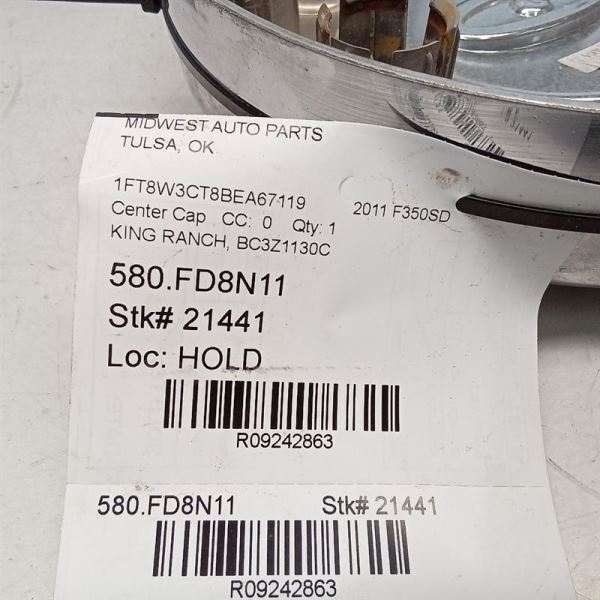 MIDWEST AUTO PARTS
TULSA, OK
1FT8W3CT8BEA67119 2011 F350SD
Center Cap CC: 0 Qty: 1
KING RANCH, BC3Z1130C
580.FD8N11
Stk# 21441
Loc: HOLD
R09242863
580.FD8N11 Stk# 21441
R09242863